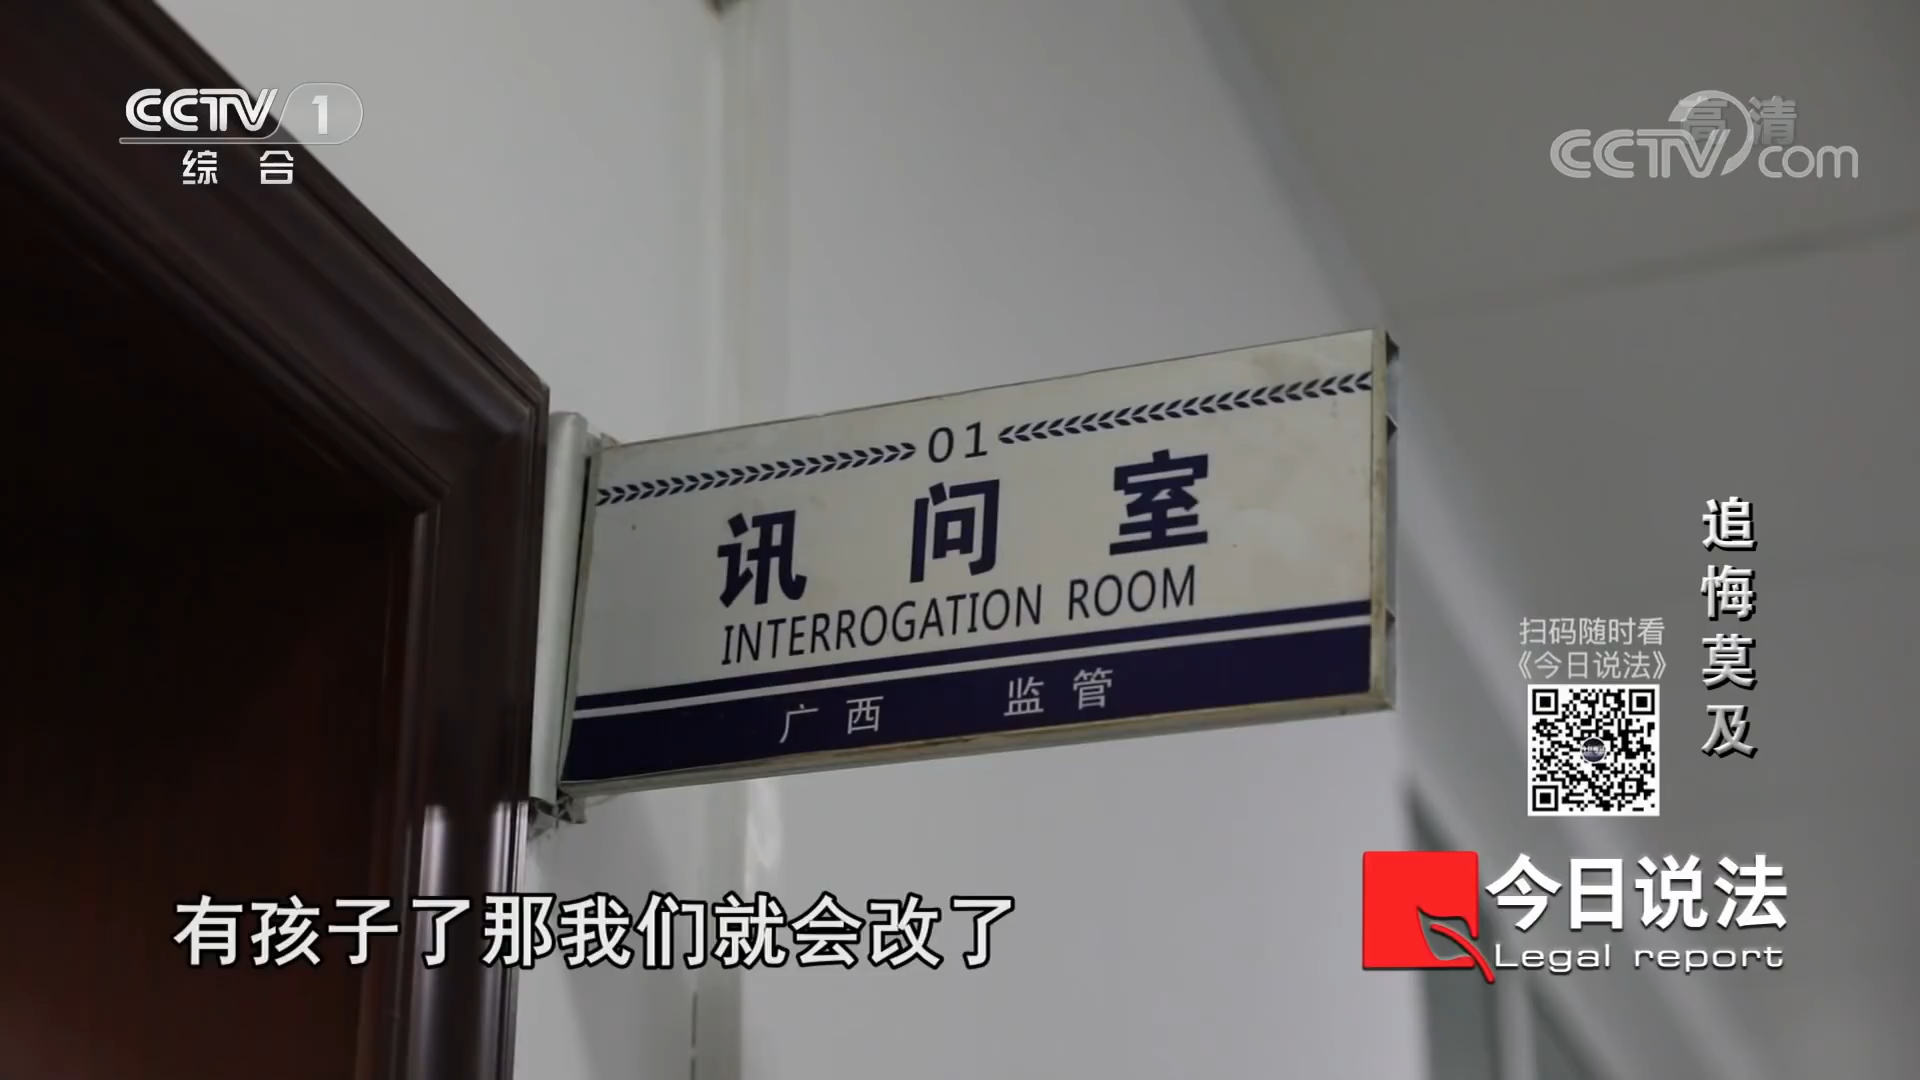 CCTV 1
综合
高清
CCTV.com
01
讯问室
INTERROGATION ROOM
广西 监管
追悔莫及
扫码随时看
《今日说法》
今日说法
Legal report
有孩子了那我们就会改了